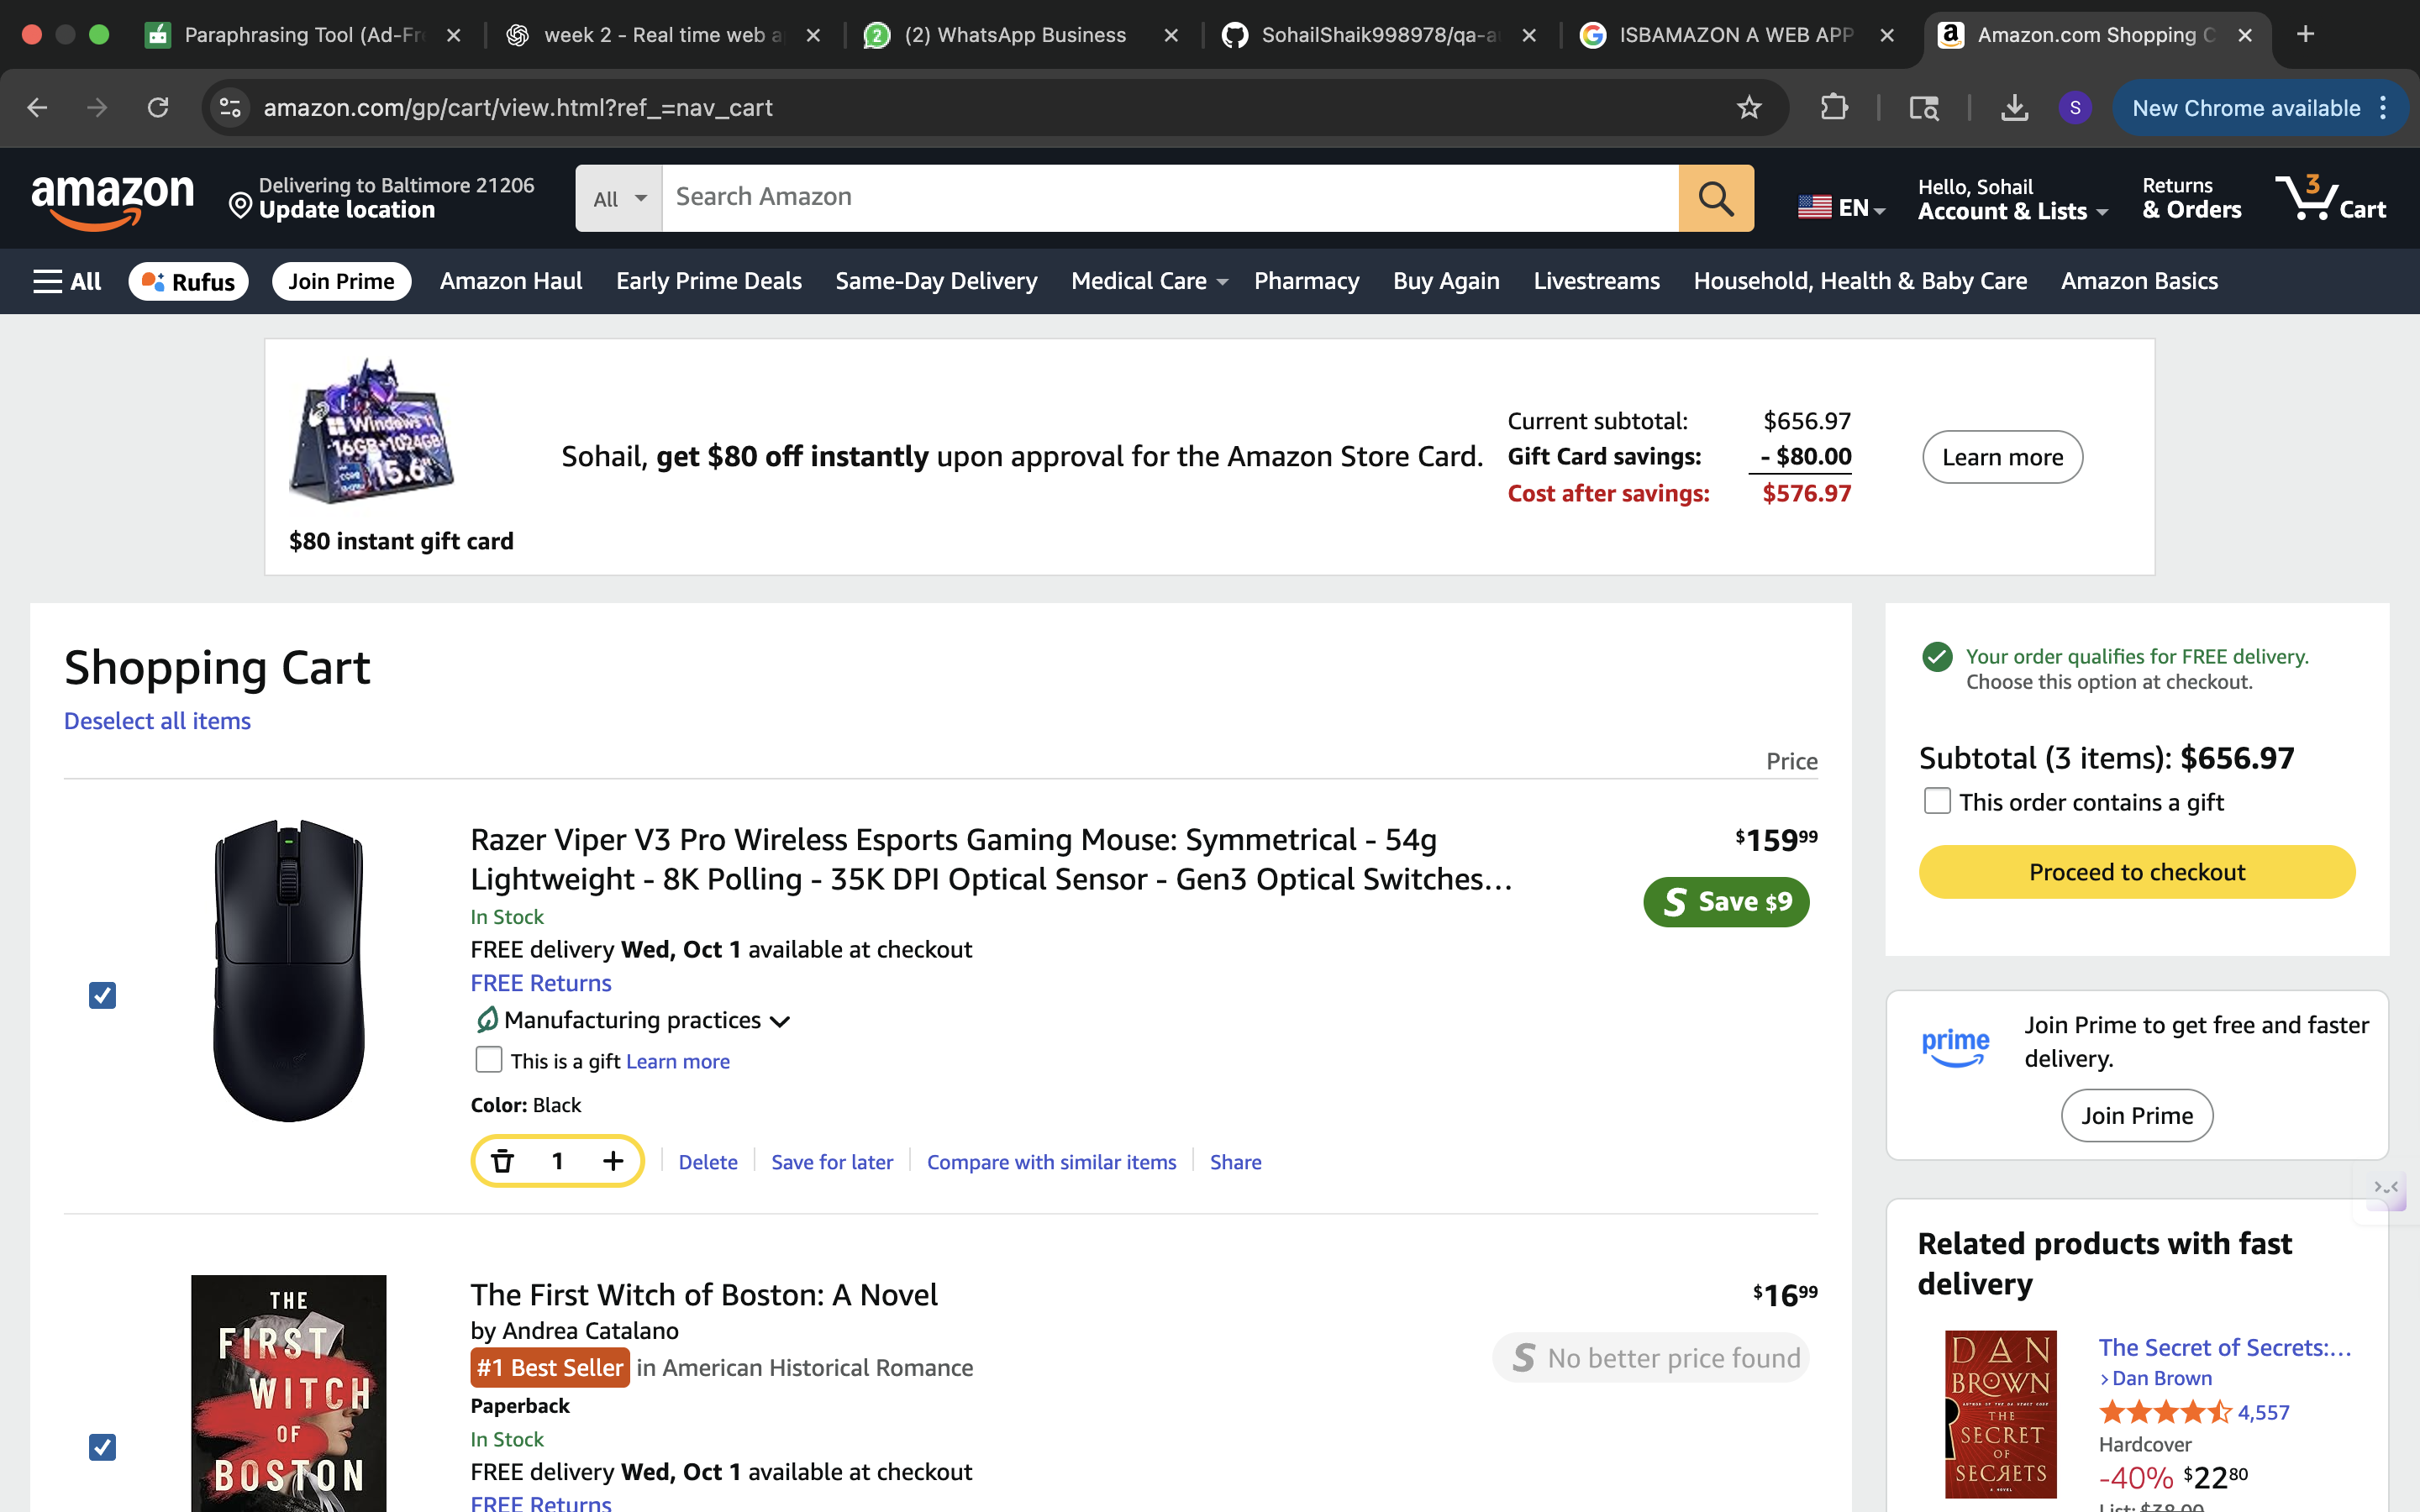 Paraphrasing Tool (Ad-Fr
week 2 - Real time web a
(2) WhatsApp Business
SohailShaik998978/qa-a
ISBAMAZON A WEB APP
Amazon.com Shopping C
amazon.com/gp/cart/view.html?ref_=nav_cart
S
New Chrome available
amazon
Delivering to Baltimore 21206
Update location
All
Search Amazon
EN
Hello, Sohail
Account & Lists
Returns
& Orders
3
Cart
All
Rufus
Join Prime
Amazon Haul
Early Prime Deals
Same-Day Delivery
Medical Care
Pharmacy
Buy Again
Livestreams
Household, Health & Baby Care
Amazon Basics
Windows 11
16GB+1024GB
15.6"
$80 instant gift card
Sohail, get $80 off instantly upon approval for the Amazon Store Card.
Current subtotal: $656.97
Gift Card savings: - $80.00
Cost after savings: $576.97
Learn more
Shopping Cart
Deselect all items
Price
Razer Viper V3 Pro Wireless Esports Gaming Mouse: Symmetrical - 54g
Lightweight - 8K Polling - 35K DPI Optical Sensor - Gen3 Optical Switches…
$159.99
S Save $9
In Stock
FREE delivery Wed, Oct 1 available at checkout
FREE Returns
Manufacturing practices
This is a gift Learn more
Color: Black
1
Delete
Save for later
Compare with similar items
Share
THE
FIRST
WITCH
OF
BOSTON
The First Witch of Boston: A Novel
$16.99
by Andrea Catalano
S No better price found
#1 Best Seller in American Historical Romance
Paperback
In Stock
FREE delivery Wed, Oct 1 available at checkout
FREE Returns
Your order qualifies for FREE delivery.
Choose this option at checkout.
Subtotal (3 items): $656.97
This order contains a gift
Proceed to checkout
prime
Join Prime to get free and faster
delivery.
Join Prime
Related products with fast
delivery
DAN
BROWN
THE
SECRET
OF
SECRETS
The Secret of Secrets:…
› Dan Brown
4,557
Hardcover
-40% $22.80
List: $38.00